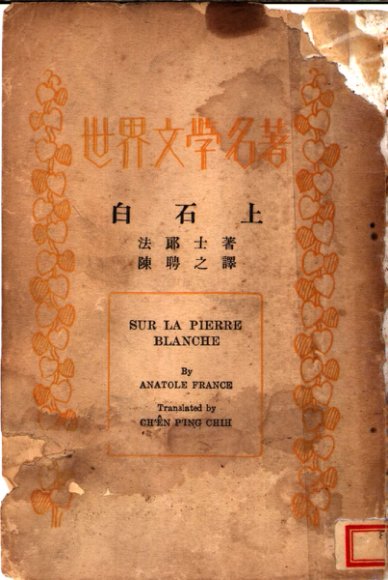 世界文學名著
白石上
法郎士著
陳聘之譯
SUR LA PIERRE
BLANCHE
By
ANATOLE FRANCE
Translated by
CH'ÊN P'ING CHIH